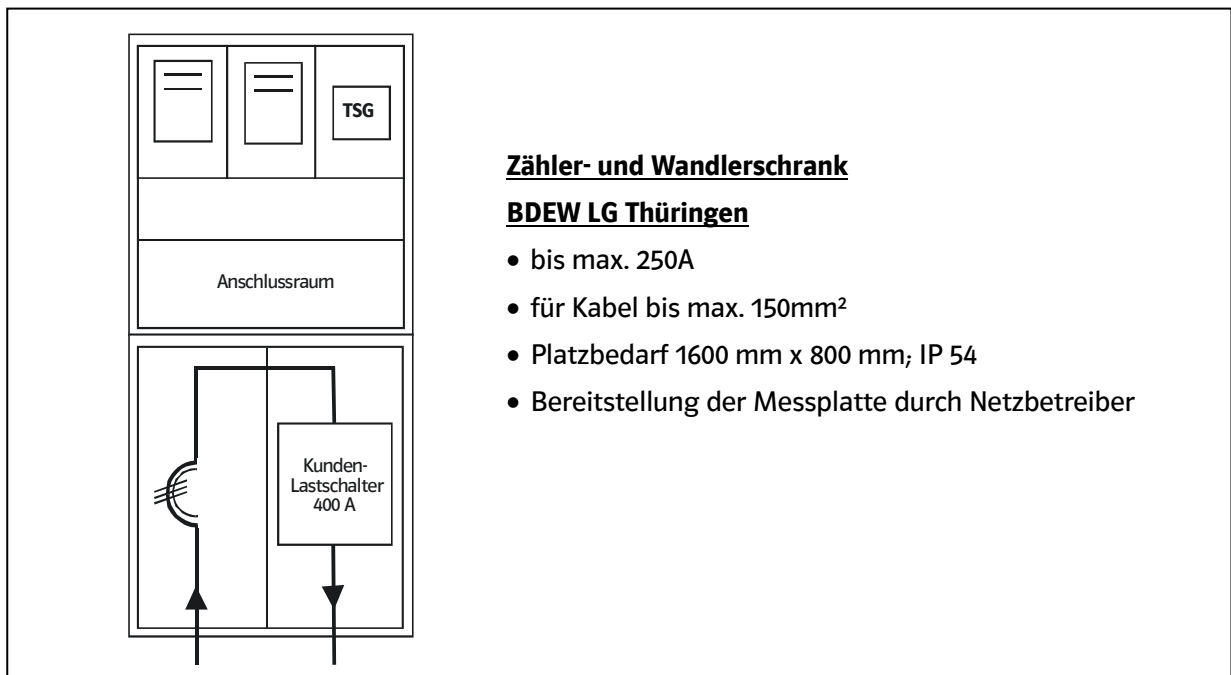 TSG
Anschlussraum
Kunden-
Lastschalter
400 A
Zähler- und Wandlerschrank
BDEW LG Thüringen
• bis max. 250A
• für Kabel bis max. 150mm²
• Platzbedarf 1600 mm x 800 mm; IP 54
• Bereitstellung der Messplatte durch Netzbetreiber